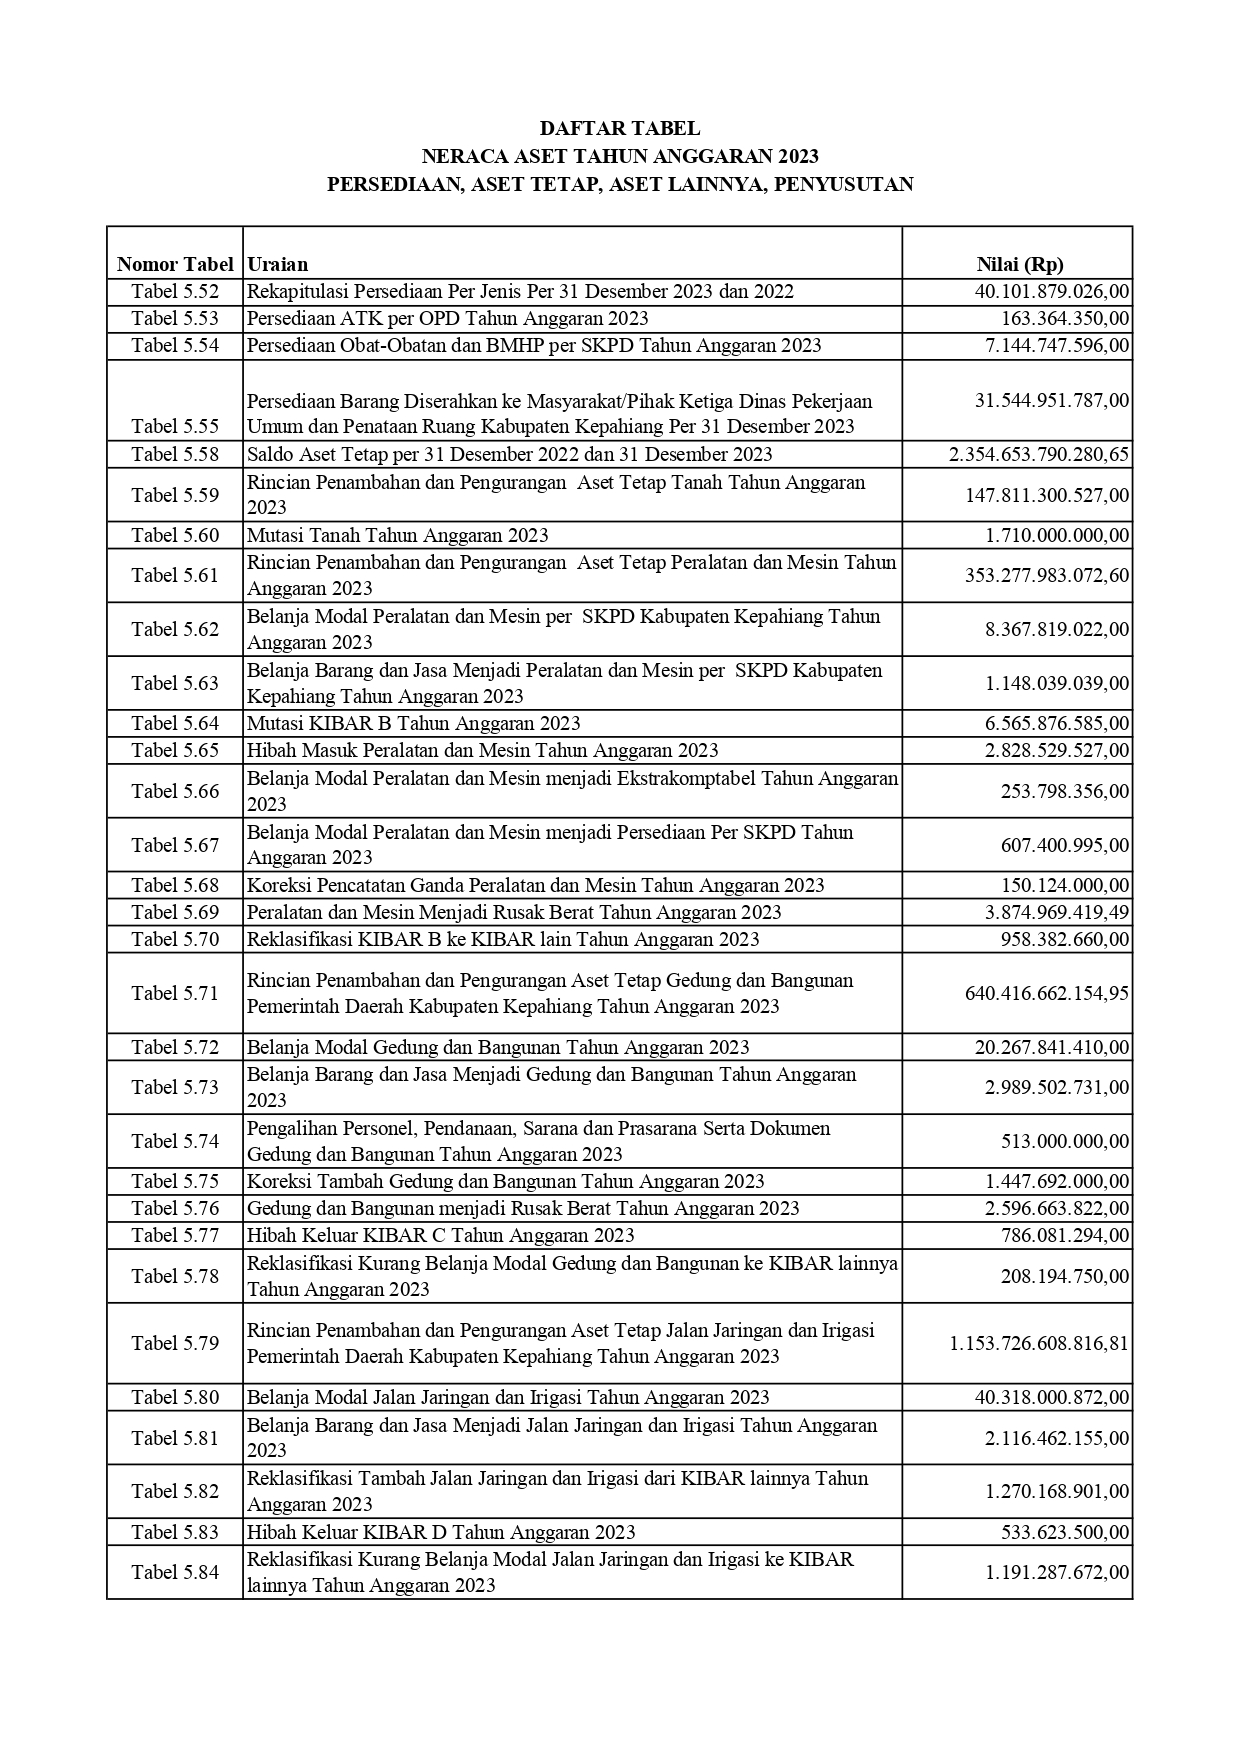 DAFTAR TABEL
NERACA ASET TAHUN ANGGARAN 2023
PERSEDIAAN, ASET TETAP, ASET LAINNYA, PENYUSUTAN
Nomor Tabel Uraian Nilai (Rp)
Tabel 5.52 Rekapitulasi Persediaan Per Jenis Per 31 Desember 2023 dan 2022 40.101.879.026,00
Tabel 5.53 Persediaan ATK per OPD Tahun Anggaran 2023 163.364.350,00
Tabel 5.54 Persediaan Obat-Obatan dan BMHP per SKPD Tahun Anggaran 2023 7.144.747.596,00
Persediaan Barang Diserahkan ke Masyarakat/Pihak Ketiga Dinas Pekerjaan 31.544.951.787,00
Tabel 5.55 Umum dan Penataan Ruang Kabupaten Kepahiang Per 31 Desember 2023
Tabel 5.58 Saldo Aset Tetap per 31 Desember 2022 dan 31 Desember 2023 2.354.653.790.280,65
Tabel 5.59 Rincian Penambahan dan Pengurangan  Aset Tetap Tanah Tahun Anggaran 147.811.300.527,00
2023
Tabel 5.60 Mutasi Tanah Tahun Anggaran 2023 1.710.000.000,00
Tabel 5.61 Rincian Penambahan dan Pengurangan  Aset Tetap Peralatan dan Mesin Tahun 353.277.983.072,60
Anggaran 2023
Tabel 5.62 Belanja Modal Peralatan dan Mesin per  SKPD Kabupaten Kepahiang Tahun 8.367.819.022,00
Anggaran 2023
Tabel 5.63 Belanja Barang dan Jasa Menjadi Peralatan dan Mesin per  SKPD Kabupaten 1.148.039.039,00
Kepahiang Tahun Anggaran 2023
Tabel 5.64 Mutasi KIBAR B Tahun Anggaran 2023 6.565.876.585,00
Tabel 5.65 Hibah Masuk Peralatan dan Mesin Tahun Anggaran 2023 2.828.529.527,00
Tabel 5.66 Belanja Modal Peralatan dan Mesin menjadi Ekstrakomptabel Tahun Anggaran 253.798.356,00
2023
Tabel 5.67 Belanja Modal Peralatan dan Mesin menjadi Persediaan Per SKPD Tahun 607.400.995,00
Anggaran 2023
Tabel 5.68 Koreksi Pencatatan Ganda Peralatan dan Mesin Tahun Anggaran 2023 150.124.000,00
Tabel 5.69 Peralatan dan Mesin Menjadi Rusak Berat Tahun Anggaran 2023 3.874.969.419,49
Tabel 5.70 Reklasifikasi KIBAR B ke KIBAR lain Tahun Anggaran 2023 958.382.660,00
Tabel 5.71 Rincian Penambahan dan Pengurangan Aset Tetap Gedung dan Bangunan 640.416.662.154,95
Pemerintah Daerah Kabupaten Kepahiang Tahun Anggaran 2023
Tabel 5.72 Belanja Modal Gedung dan Bangunan Tahun Anggaran 2023 20.267.841.410,00
Tabel 5.73 Belanja Barang dan Jasa Menjadi Gedung dan Bangunan Tahun Anggaran 2.989.502.731,00
2023
Tabel 5.74 Pengalihan Personel, Pendanaan, Sarana dan Prasarana Serta Dokumen 513.000.000,00
Gedung dan Bangunan Tahun Anggaran 2023
Tabel 5.75 Koreksi Tambah Gedung dan Bangunan Tahun Anggaran 2023 1.447.692.000,00
Tabel 5.76 Gedung dan Bangunan menjadi Rusak Berat Tahun Anggaran 2023 2.596.663.822,00
Tabel 5.77 Hibah Keluar KIBAR C Tahun Anggaran 2023 786.081.294,00
Tabel 5.78 Reklasifikasi Kurang Belanja Modal Gedung dan Bangunan ke KIBAR lainnya 208.194.750,00
Tahun Anggaran 2023
Tabel 5.79 Rincian Penambahan dan Pengurangan Aset Tetap Jalan Jaringan dan Irigasi 1.153.726.608.816,81
Pemerintah Daerah Kabupaten Kepahiang Tahun Anggaran 2023
Tabel 5.80 Belanja Modal Jalan Jaringan dan Irigasi Tahun Anggaran 2023 40.318.000.872,00
Tabel 5.81 Belanja Barang dan Jasa Menjadi Jalan Jaringan dan Irigasi Tahun Anggaran 2.116.462.155,00
2023
Tabel 5.82 Reklasifikasi Tambah Jalan Jaringan dan Irigasi dari KIBAR lainnya Tahun 1.270.168.901,00
Anggaran 2023
Tabel 5.83 Hibah Keluar KIBAR D Tahun Anggaran 2023 533.623.500,00
Tabel 5.84 Reklasifikasi Kurang Belanja Modal Jalan Jaringan dan Irigasi ke KIBAR 1.191.287.672,00
lainnya Tahun Anggaran 2023